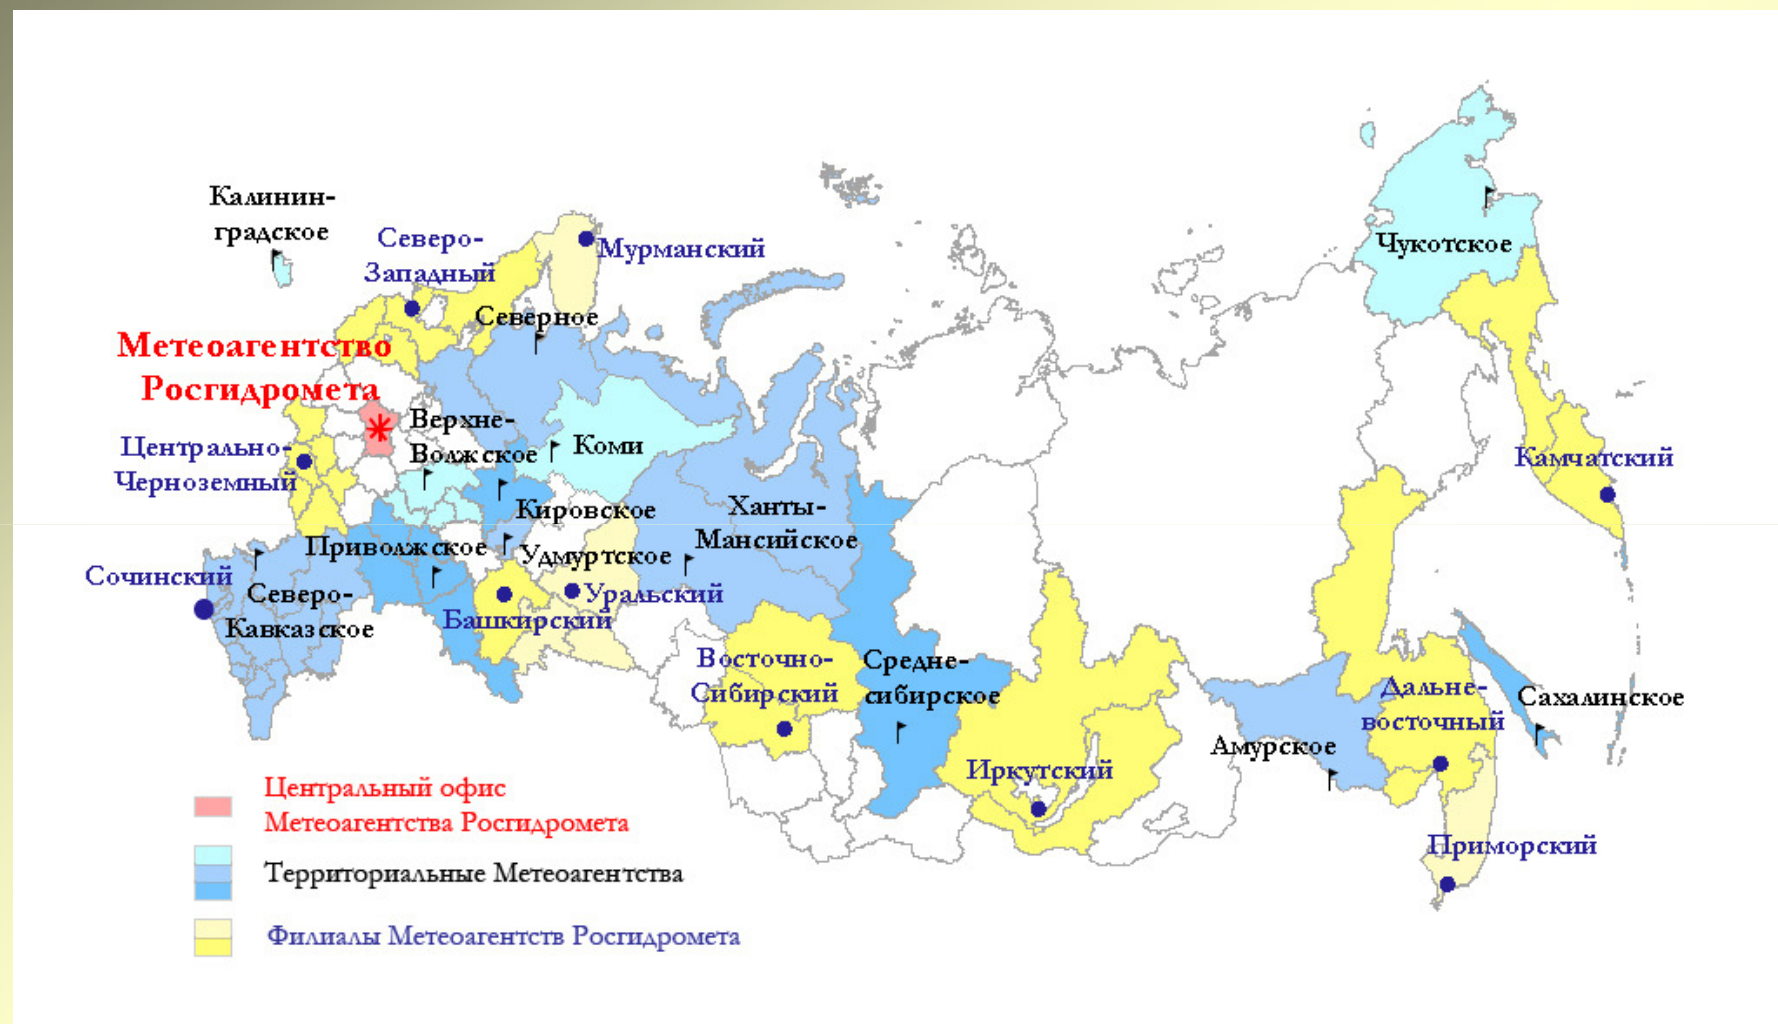 Калинин-
градское
Северо-
Западный
Мурманский
Чукотское
Северное
Метеоагентство
Росгидромета
Верхне-
Волжское
Коми
Центрально-
Черноземный
Камчатский
Кировское
Ханты-
Мансийское
Приволжское
Удмуртское
Сочинский
Северо-
Кавказское
Уральский
Башкирский
Восточно-
Сибирский
Средне-
сибирское
Дальне-
восточный
Сахалинское
Амурское
Иркутский
Приморский
Центральный офис
Метеоагентства Росгидромета
Территориальные Метеоагентства
Филиалы Метеоагентств Росгидромета